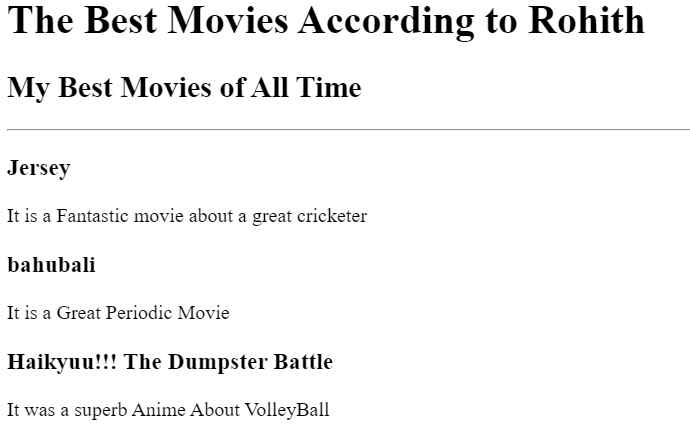 The Best Movies According to Rohith
My Best Movies of All Time
Jersey
It is a Fantastic movie about a great cricketer
bahubali
It is a Great Periodic Movie
Haikyuu!!! The Dumpster Battle
It was a superb Anime About VolleyBall